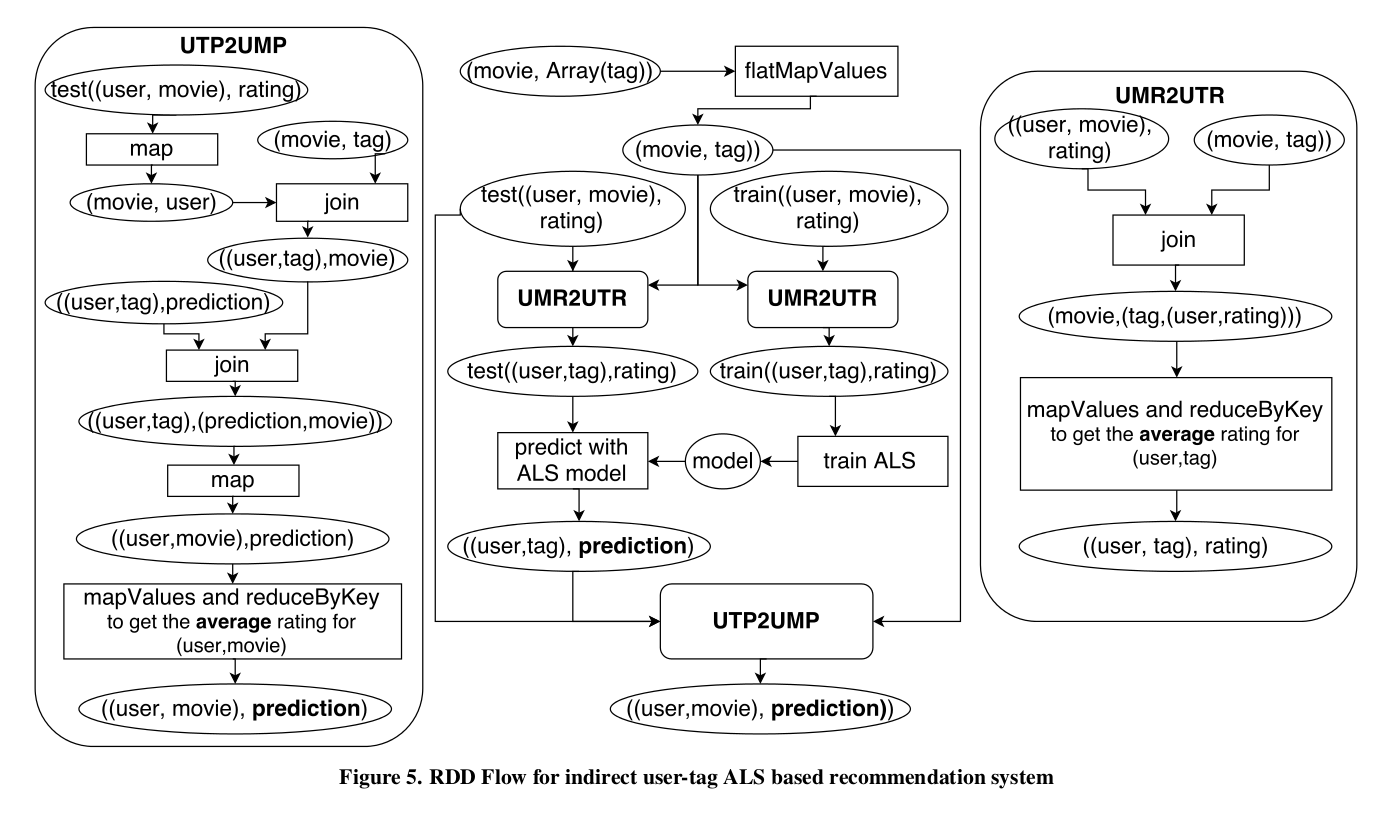 UTP2UMP
test((user, movie), rating)
map
(movie, tag)
(movie, user)
join
((user,tag),movie)
((user,tag),prediction)
join
((user,tag),(prediction,movie))
map
((user,movie),prediction)
mapValues and reduceByKey
to get the average rating for
(user,movie)
((user, movie), prediction)
(movie, Array(tag))
flatMapValues
(movie, tag))
test((user, movie),
rating)
train((user, movie),
rating)
UMR2UTR
UMR2UTR
test((user,tag),rating)
train((user,tag),rating)
predict with
ALS model
model
train ALS
((user,tag), prediction)
UTP2UMP
((user,movie), prediction))
UMR2UTR
((user, movie),
rating)
(movie, tag))
join
(movie,(tag,(user,rating)))
mapValues and reduceByKey
to get the average rating for
(user,tag)
((user, tag), rating)
Figure 5. RDD Flow for indirect user-tag ALS based recommendation system